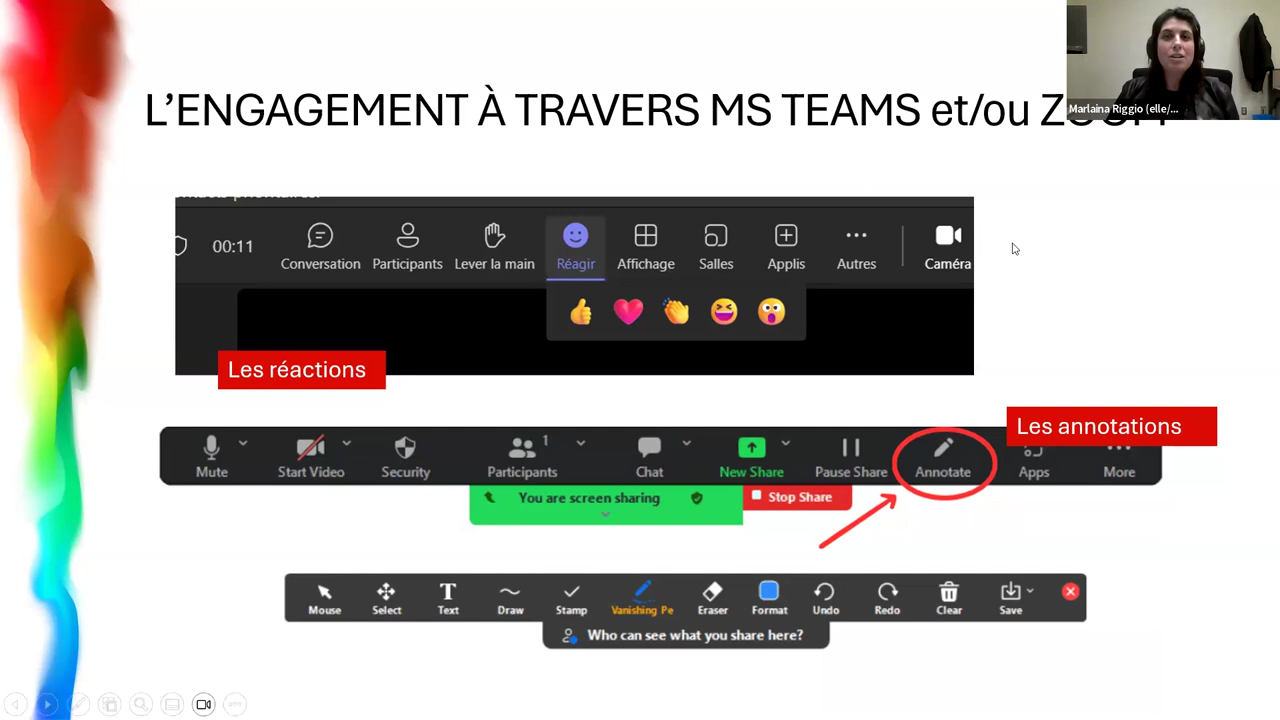 L’ENGAGEMENT À TRAVERS MS TEAMS et/ou ZOOM
Marlaina Riggio (elle/...
00:11
Conversation
Participants
Lever la main
Réagir
Affichage
Salles
Applis
Autres
Caméra
Les réactions
Les annotations
Mute
Start Video
Security
Participants
1
Chat
New Share
Pause Share
Annotate
Apps
More
You are screen sharing
Stop Share
Mouse
Select
Text
Draw
Stamp
Vanishing Pe
Eraser
Format
Undo
Redo
Clear
Save
Who can see what you share here?